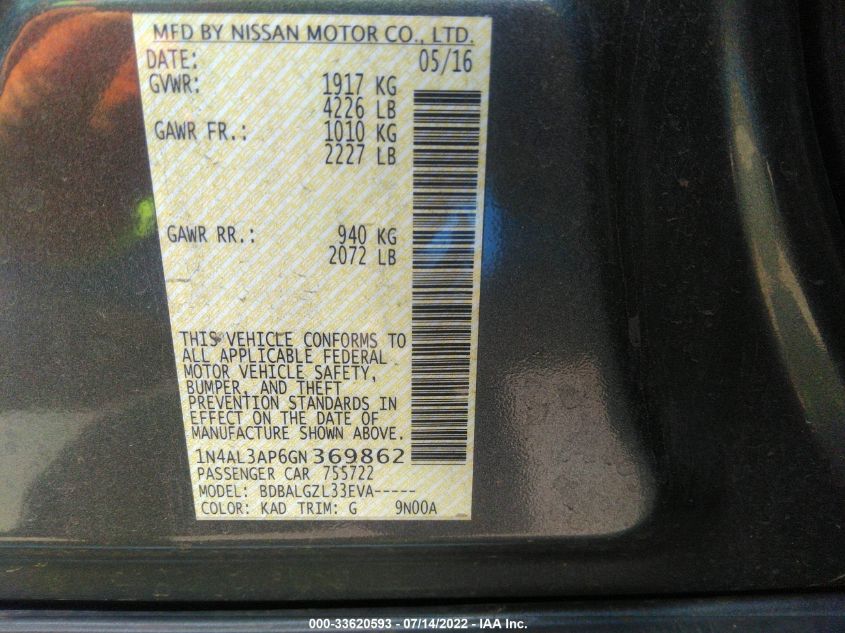 MFD BY NISSAN MOTOR CO., LTD.
DATE: 05/16
GVWR: 1917 KG
4226 LB
GAWR FR.: 1010 KG
2227 LB
GAWR RR.: 940 KG
2072 LB
THIS VEHICLE CONFORMS TO
ALL APPLICABLE FEDERAL
MOTOR VEHICLE SAFETY,
BUMPER, AND THEFT
PREVENTION STANDARDS IN
EFFECT ON THE DATE OF
MANUFACTURE SHOWN ABOVE.
1N4AL3AP6GN369862
PASSENGER CAR 755722
MODEL: BDBALGZL33EVA-----
COLOR: KAD TRIM: G 9N00A
000-33620593 - 07/14/2022 - IAA Inc.